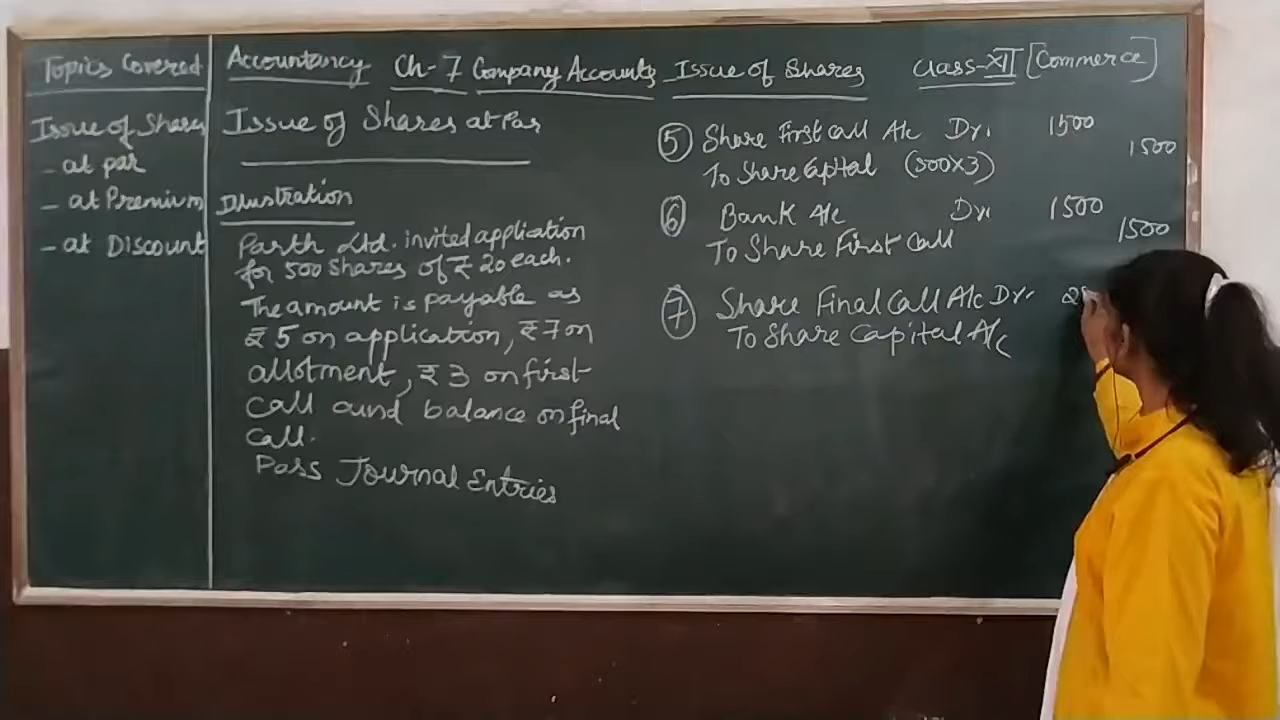 Topics Covered
Issue of Shares
- at par
- at Premium
- at Discount
Accountancy Ch-7 Company Accounts Issue of Shares Class-XII [Commerce]
Issue of Shares at Par
Illustration
Parth Ltd. invited application
for 500 shares of ₹ 20 each.
The amount is payable as
₹ 5 on application, ₹ 7 on
allotment, ₹ 3 on first
call and balance on final
call.
Pass Journal Entries
5 Share First Call A/c Dr. 1500
To Share Capital (500x3) 1500
6 Bank A/c Dr. 1500
To Share First Call 1500
7 Share Final Call A/c Dr.
To Share Capital A/c